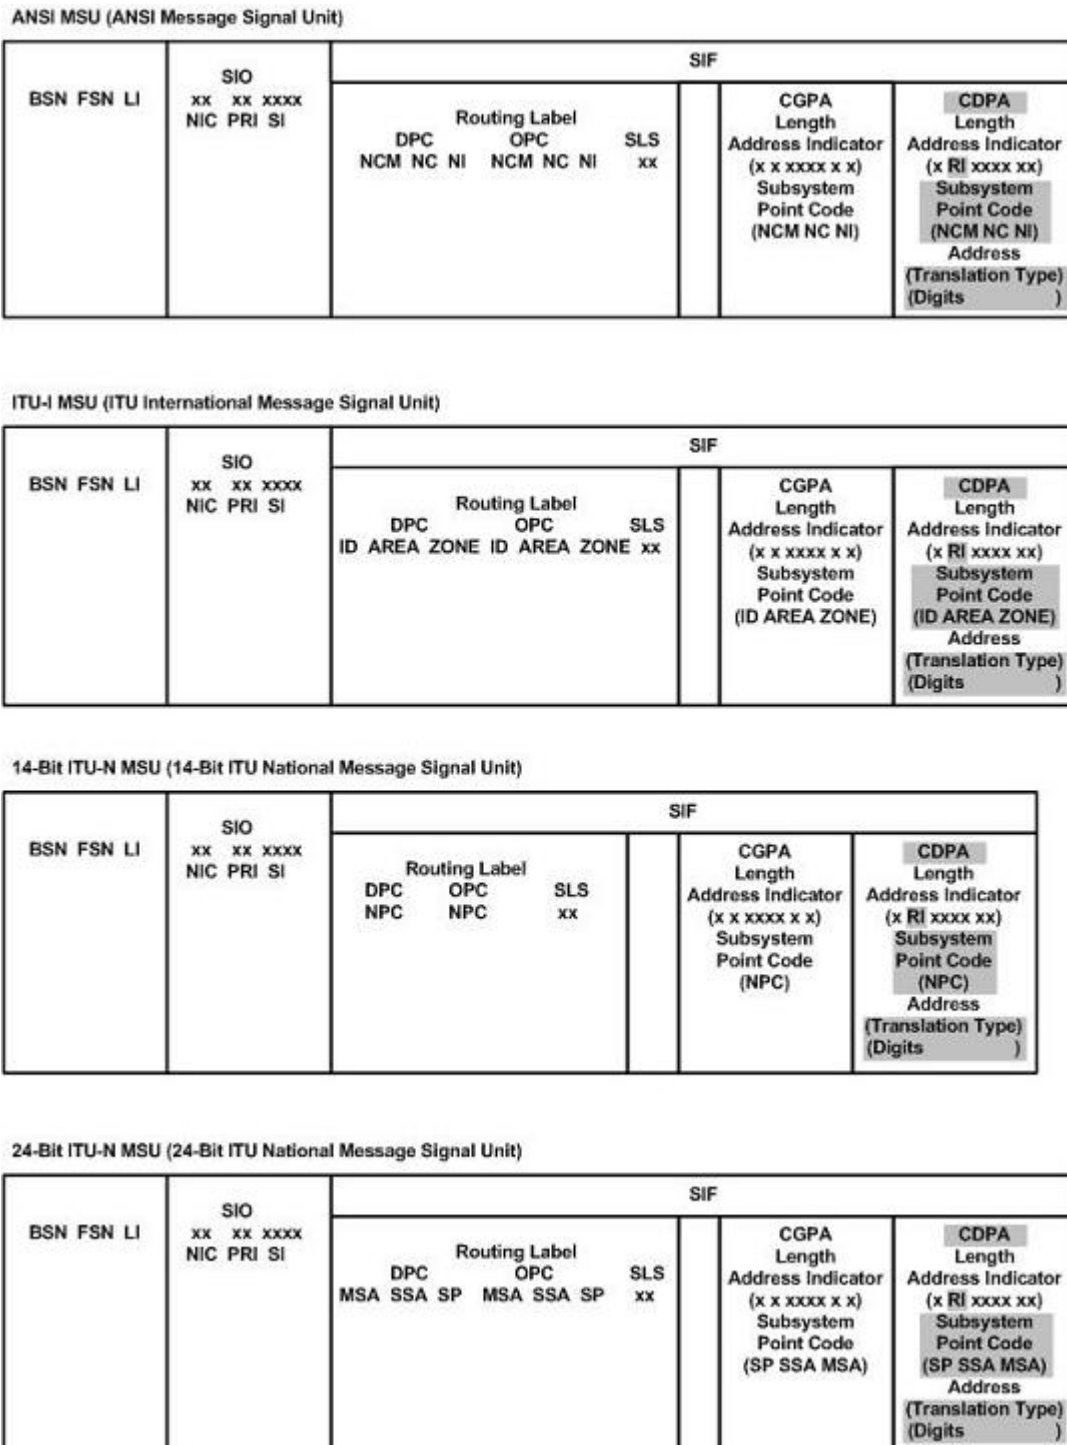 ANSI MSU (ANSI Message Signal Unit)
BSN FSN LI
SIO
xx xx xxxx
NIC PRI SI
SIF
Routing Label
DPC OPC SLS
NCM NC NI NCM NC NI xx
CGPA
Length
Address Indicator
(x x xxxx x x)
Subsystem
Point Code
(NCM NC NI)
CDPA
Length
Address Indicator
(x RI xxxx xx)
Subsystem
Point Code
(NCM NC NI)
Address
(Translation Type)
(Digits )
ITU-I MSU (ITU International Message Signal Unit)
BSN FSN LI
SIO
xx xx xxxx
NIC PRI SI
SIF
Routing Label
DPC OPC SLS
ID AREA ZONE ID AREA ZONE xx
CGPA
Length
Address Indicator
(x x xxxx x x)
Subsystem
Point Code
(ID AREA ZONE)
CDPA
Length
Address Indicator
(x RI xxxx xx)
Subsystem
Point Code
(ID AREA ZONE)
Address
(Translation Type)
(Digits )
14-Bit ITU-N MSU (14-Bit ITU National Message Signal Unit)
BSN FSN LI
SIO
xx xx xxxx
NIC PRI SI
SIF
Routing Label
DPC OPC SLS
NPC NPC xx
CGPA
Length
Address Indicator
(x x xxxx x x)
Subsystem
Point Code
(NPC)
CDPA
Length
Address Indicator
(x RI xxxx xx)
Subsystem
Point Code
(NPC)
Address
(Translation Type)
(Digits )
24-Bit ITU-N MSU (24-Bit ITU National Message Signal Unit)
BSN FSN LI
SIO
xx xx xxxx
NIC PRI SI
SIF
Routing Label
DPC OPC SLS
MSA SSA SP MSA SSA SP xx
CGPA
Length
Address Indicator
(x x xxxx x x)
Subsystem
Point Code
(SP SSA MSA)
CDPA
Length
Address Indicator
(x RI xxxx xx)
Subsystem
Point Code
(SP SSA MSA)
Address
(Translation Type)
(Digits )